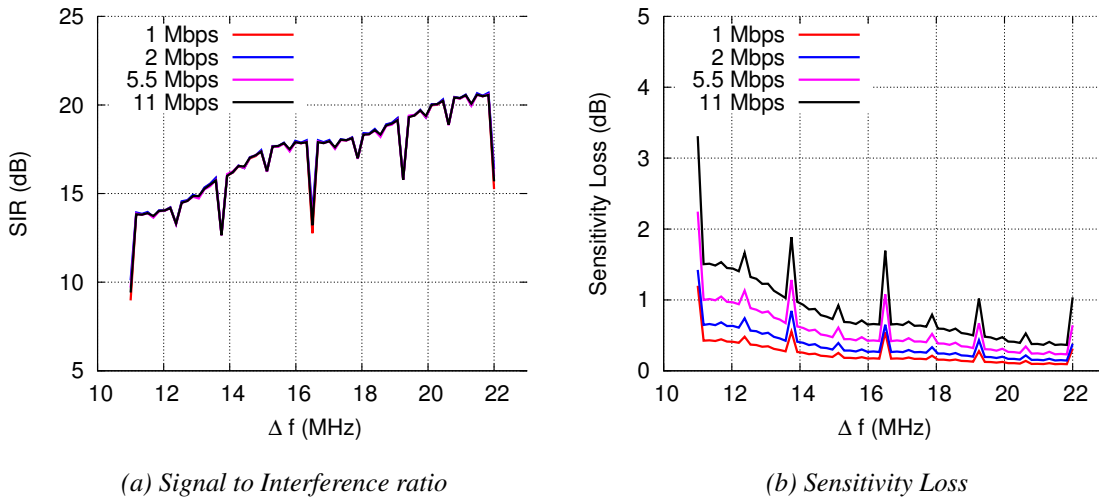 25
20
15
10
5
10 12 14 16 18 20 22
SIR (dB)
Δ f (MHz)
1 Mbps
2 Mbps
5.5 Mbps
11 Mbps
(a) Signal to Interference ratio
5
4
3
2
1
0
10 12 14 16 18 20 22
Sensitivity Loss (dB)
Δ f (MHz)
1 Mbps
2 Mbps
5.5 Mbps
11 Mbps
(b) Sensitivity Loss